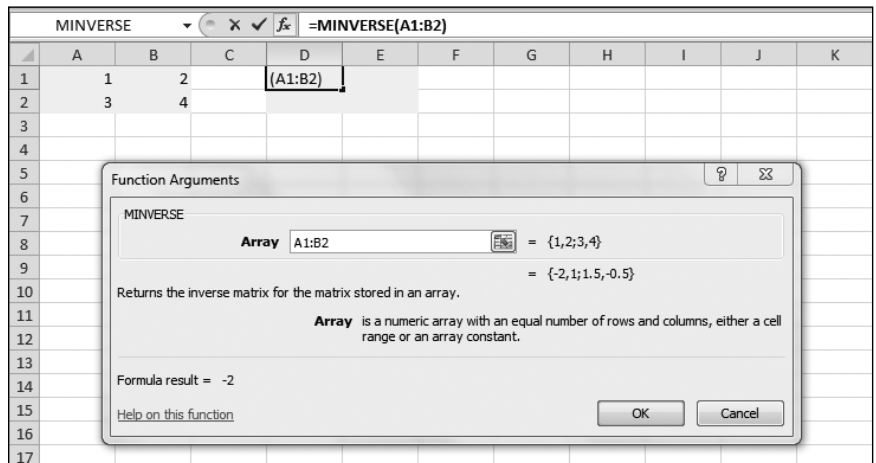 MINVERSE fx =MINVERSE(A1:B2)
A B C D E F G H I J K
1 1 2 (A1:B2)
2 3 4
3
4
5
6
7
8
9
10
11
12
13
14
15
16
17
Function Arguments ?
MINVERSE
Array A1:B2 = {1,2;3,4}
= {-2,1;1.5,-0.5}
Returns the inverse matrix for the matrix stored in an array.
Array is a numeric array with an equal number of rows and columns, either a cell
range or an array constant.
Formula result = -2
Help on this function
OK Cancel